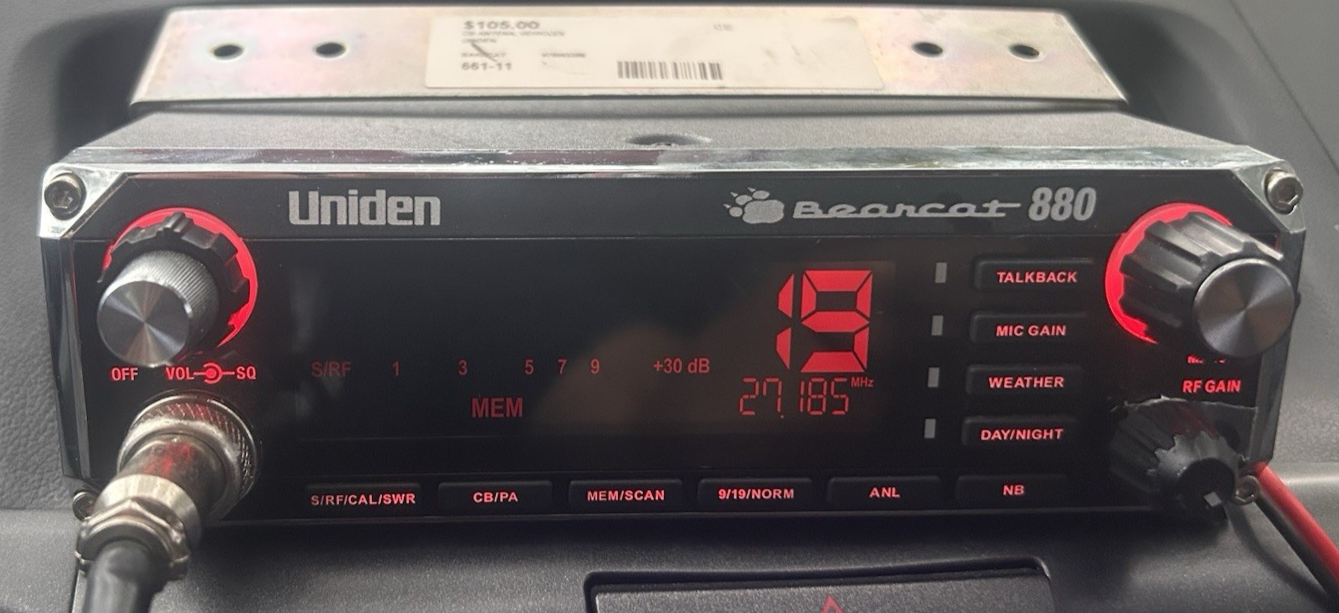 $105.00
661-11
Uniden
Bearcat 880
19
TALKBACK
MIC GAIN
S/RF 1 3 5 7 9 +30 dB
OFF VOL SQ
27.185 MHz
WEATHER
RF GAIN
MEM
DAY/NIGHT
S/RF/CAL/SWR CB/PA MEM/SCAN 9/19/NORM ANL NB